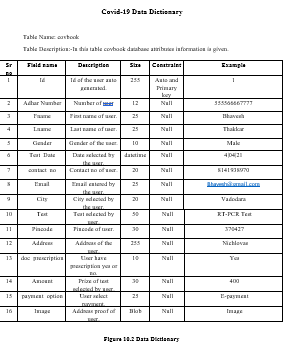 Covid-19 Data Dictionary
Table Name: covbook
Table Description:-In this table covbook database attributes information is given.
Sr no Field name Description Size Constraint Example
1 Id Id of the user auto generated. 255 Auto and Primary key 1
2 Adhar Number Number of user 12 Null 555566667777
3 Fname First name of user. 25 Null Bhavesh
4 Lname Last name of user. 25 Null Thakkar
5 Gender Gender of the user. 10 Null Male
6 Test Date Date selected by the user. datetime Null 4|04|21
7 contact no Contact no of user. 20 Null 8141938970
8 Email Email entered by the user. 25 Null Bhavesh@gmail.com
9 City City selected by the user. 20 Null Vadodata
10 Test Test selected by the user. 50 Null RT-PCR Test
11 Pincode Pincode of user. 30 Null 370427
12 Address Address of the user. 255 Null Nichlovas
13 doc prescription User have prescription yes or no. Null Yes
14 Amount Prize of test selected by user. 30 Null 400
15 payment option User select payment. 25 Null E-payment
16 Image Address proof of user. Blob Null Image
Figure 10.2 Data Dictionary